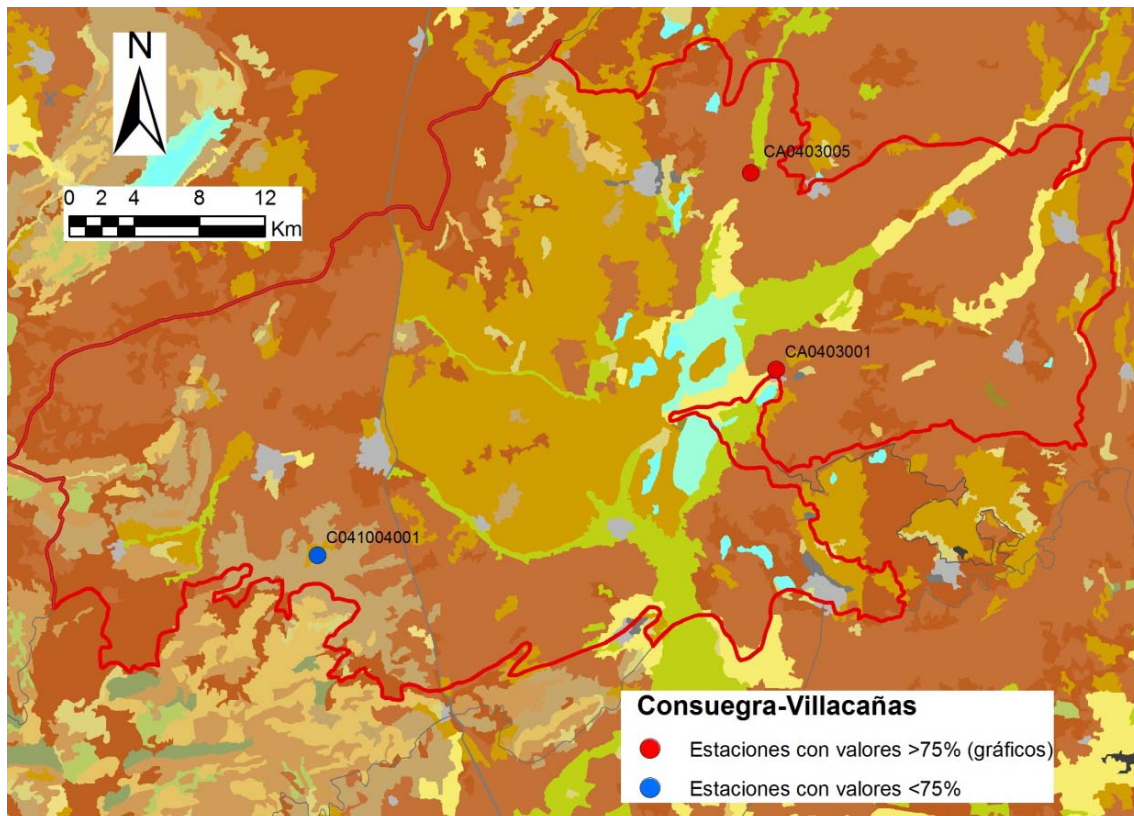 N
0 2 4 8 12
Km
CA0403005
CA0403001
C041004001
Consuegra-Villacañas
Estaciones con valores >75% (gráficos)
Estaciones con valores <75%